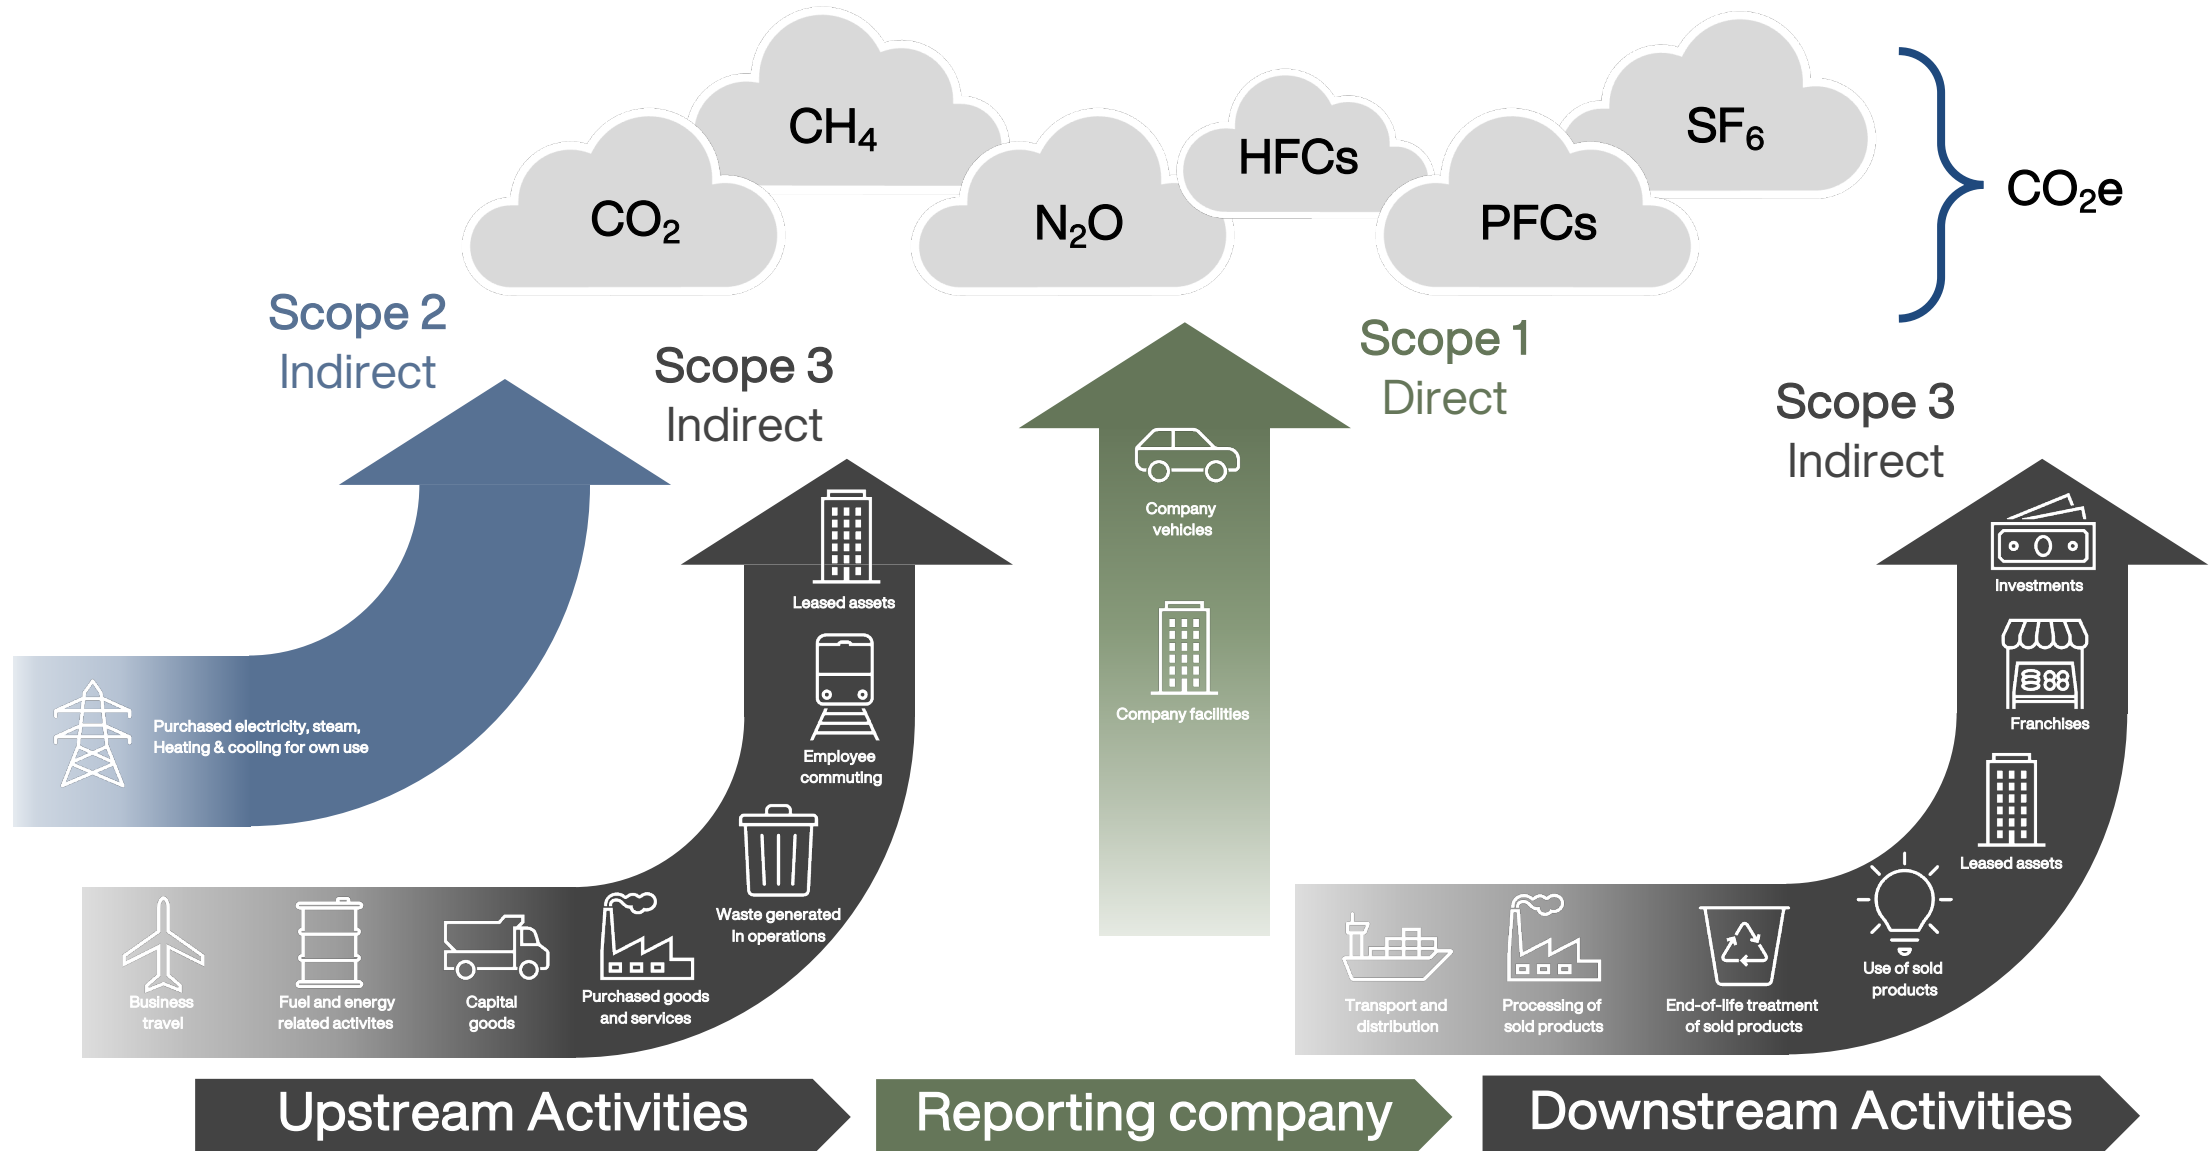 CH₄
SF₆
HFCs
CO₂
N₂O
PFCs
CO₂e
Scope 2
Indirect
Scope 3
Indirect
Scope 1
Direct
Scope 3
Indirect
Purchased electricity, steam,
Heating & cooling for own use
Leased assets
Employee
commuting
Waste generated
In operations
Business
travel
Fuel and energy
related activites
Capital
goods
Purchased goods
and services
Company
vehicles
Company facilities
Investments
Franchises
Leased assets
Use of sold
products
Transport and
distribution
Processing of
sold products
End-of-life treatment
of sold products
Upstream Activities
Reporting company
Downstream Activities